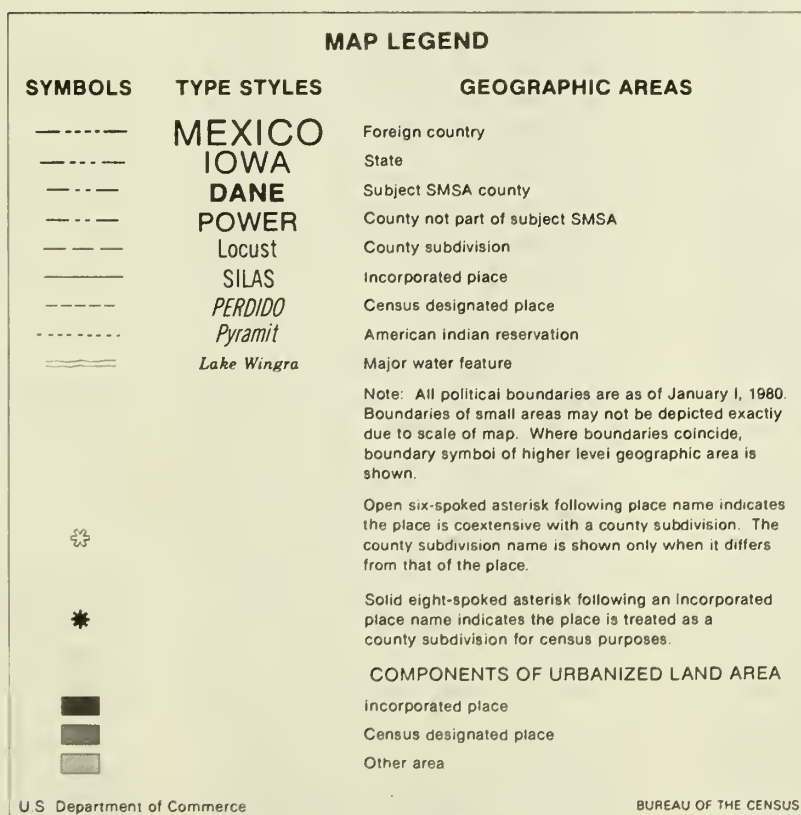 MAP LEGEND
SYMBOLS TYPE STYLES GEOGRAPHIC AREAS
MEXICO Foreign country
IOWA State
DANE Subject SMSA county
POWER County not part of subject SMSA
Locust County subdivision
SILAS Incorporated place
PERDIDO Census designated place
Pyramit American indian reservation
Lake Wingra Major water feature
Note: All political boundaries are as of January I, 1980.
Boundaries of small areas may not be depicted exactly
due to scale of map. Where boundaries coincide,
boundary symbol of higher level geographic area is
shown.
Open six-spoked asterisk following place name indicates
the place is coextensive with a county subdivision. The
county subdivision name is shown only when it differs
from that of the place.
Solid eight-spoked asterisk following an Incorporated
place name indicates the place is treated as a
county subdivision for census purposes.
COMPONENTS OF URBANIZED LAND AREA
incorporated place
Census designated place
Other area
U.S Department of Commerce BUREAU OF THE CENSUS